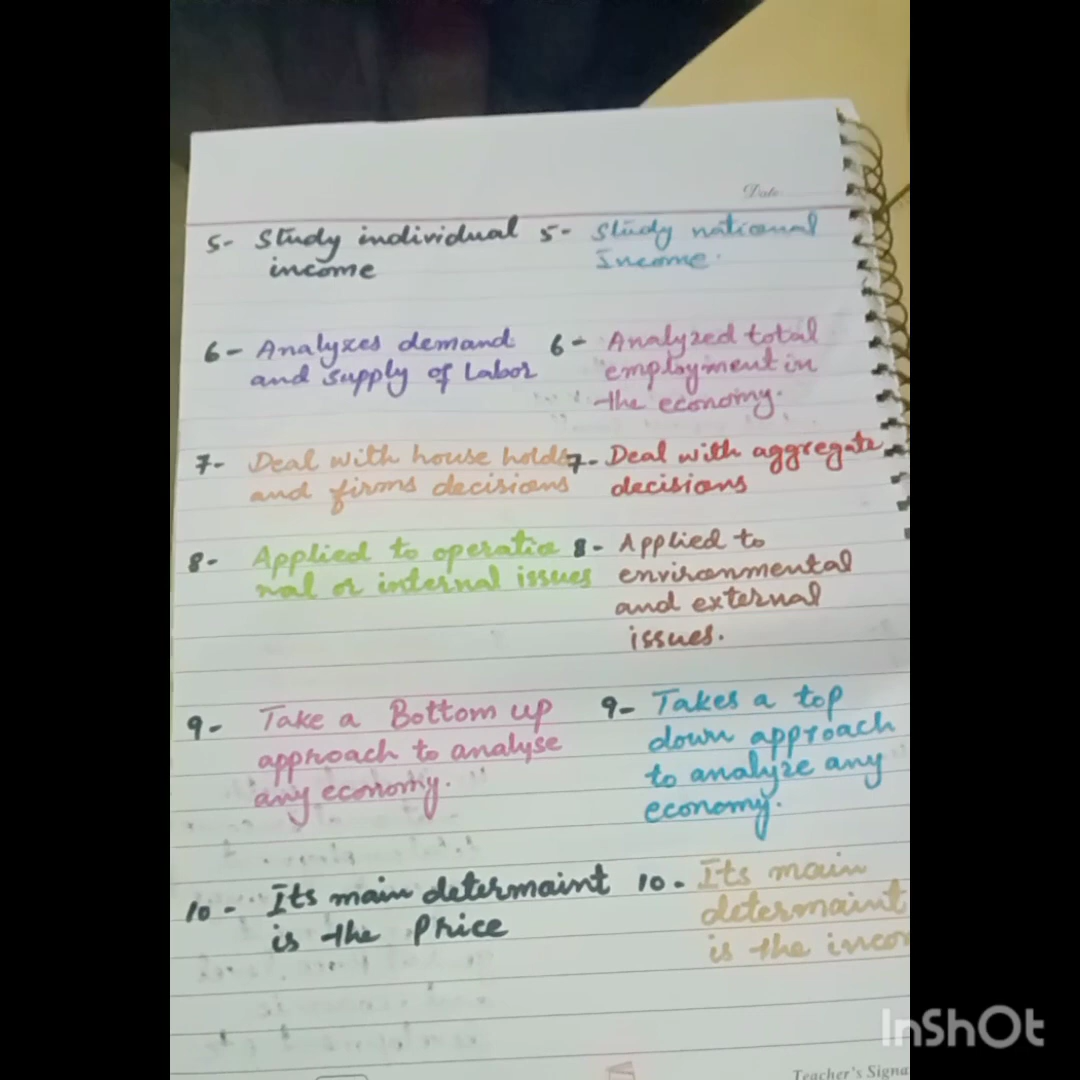 Date
5- Study individual
income
5- Study national
Income.
6- Analyzes demand
and supply of Labor
6- Analyzed total
employment in
the economy.
7- Deal with house holds
and firms decisions
7- Deal with aggregate
decisions
8- Applied to operatio
nal or internal issues
8- Applied to
environmental
and external
issues.
9- Take a Bottom up
approach to analyse
any economy.
9- Takes a top
down approach
to analyze any
economy.
10- Its main determaint
is the Price
10- Its main
determaint
is the incom
Teacher's Signa
InShOt